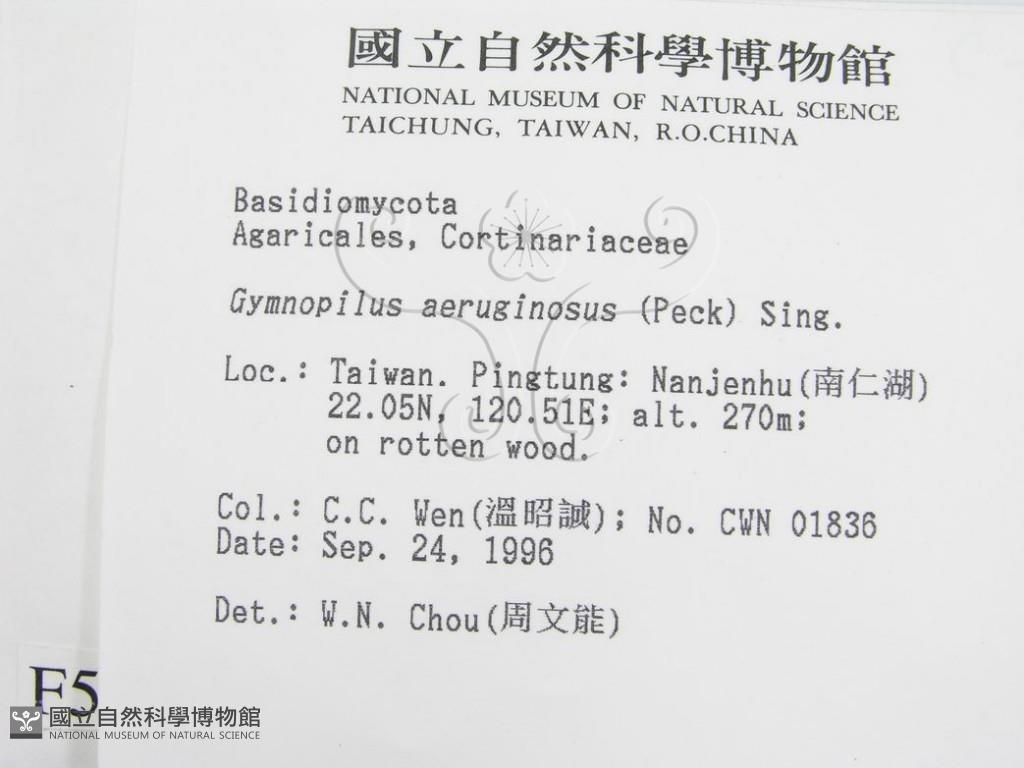 國立自然科學博物館
NATIONAL MUSEUM OF NATURAL SCIENCE
TAICHUNG, TAIWAN, R.O.CHINA
Basidiomycota
Agaricales, Cortinariaceae
Gymnopilus aeruginosus (Peck) Sing.
Loc.: Taiwan. Pingtung: Nanjenhu(南仁湖)
22.05N, 120.51E; alt. 270m;
on rotten wood.
Col.: C.C. Wen(溫昭誠); No. CWN 01836
Date: Sep. 24, 1996
Det.: W.N. Chou(周文能)
F5
國立自然科學博物館
NATIONAL MUSEUM OF NATURAL SCIENCE